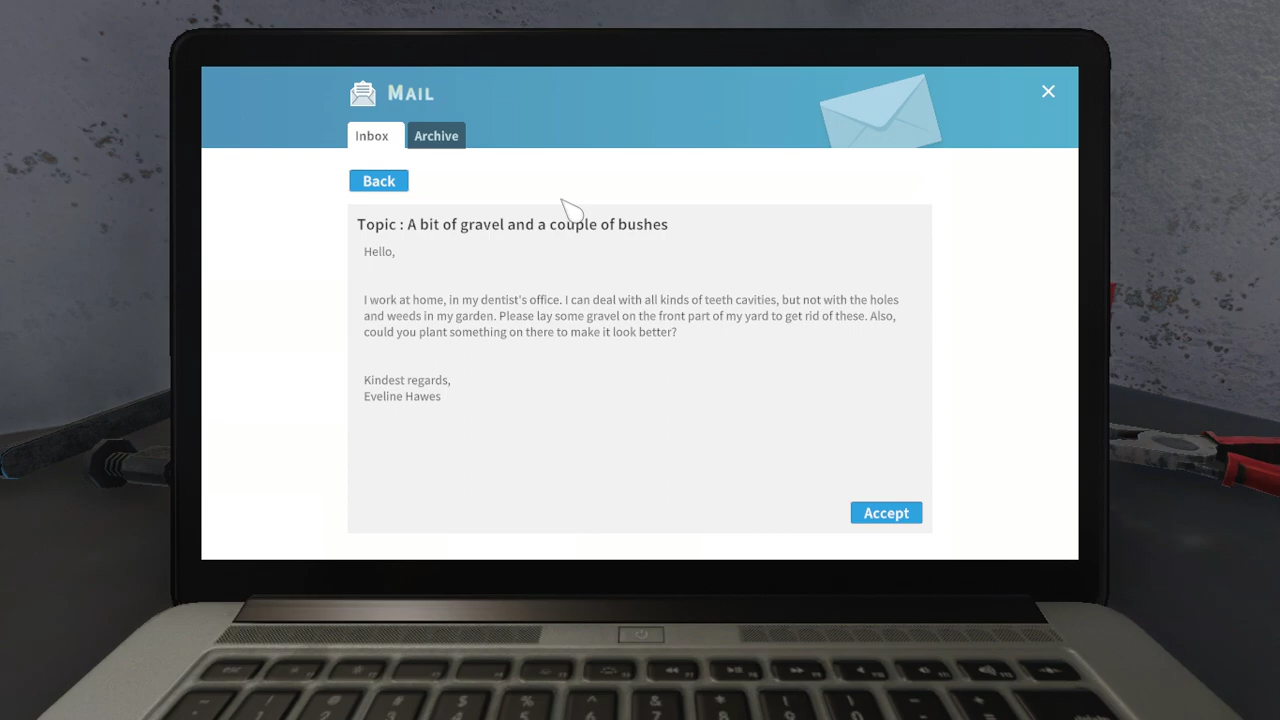 MAIL
Inbox
Archive
Back
Topic : A bit of gravel and a couple of bushes
Hello,
I work at home, in my dentist's office. I can deal with all kinds of teeth cavities, but not with the holes
and weeds in my garden. Please lay some gravel on the front part of my yard to get rid of these. Also,
could you plant something on there to make it look better?
Kindest regards,
Eveline Hawes
Accept